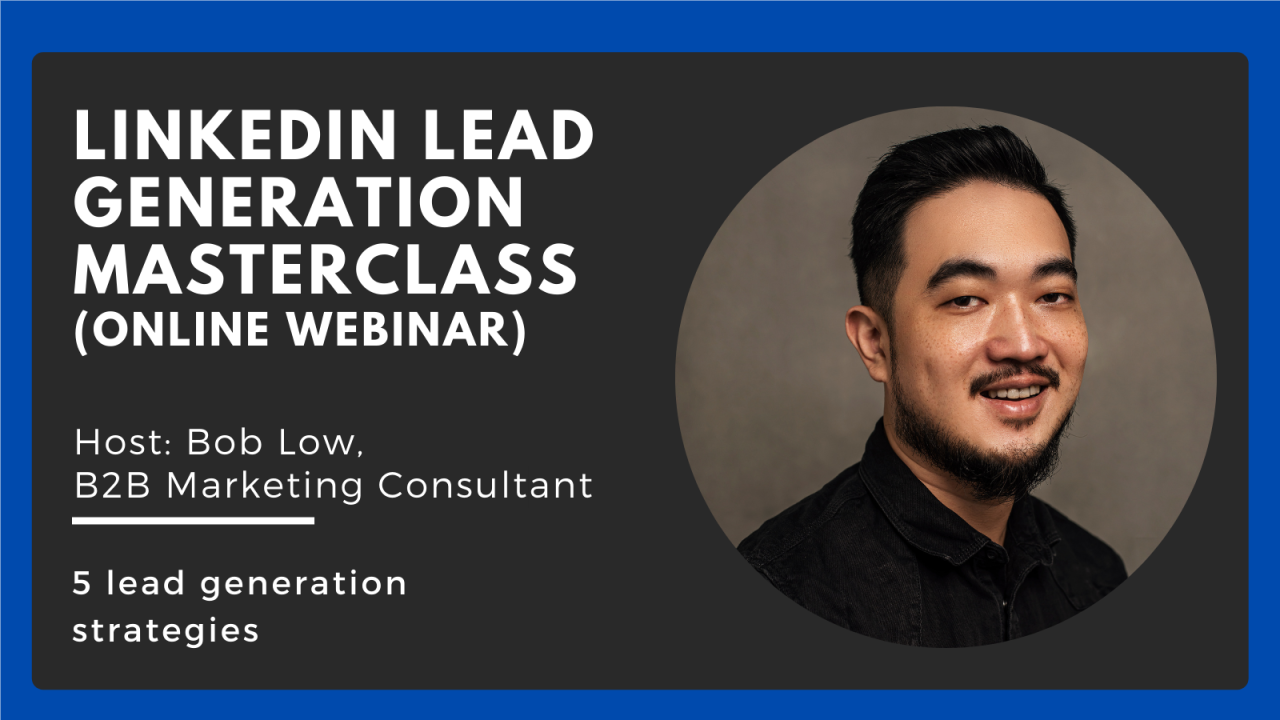 LINKEDIN LEAD
GENERATION
MASTERCLASS
(ONLINE WEBINAR)
Host: Bob Low,
B2B Marketing Consultant
5 lead generation
strategies